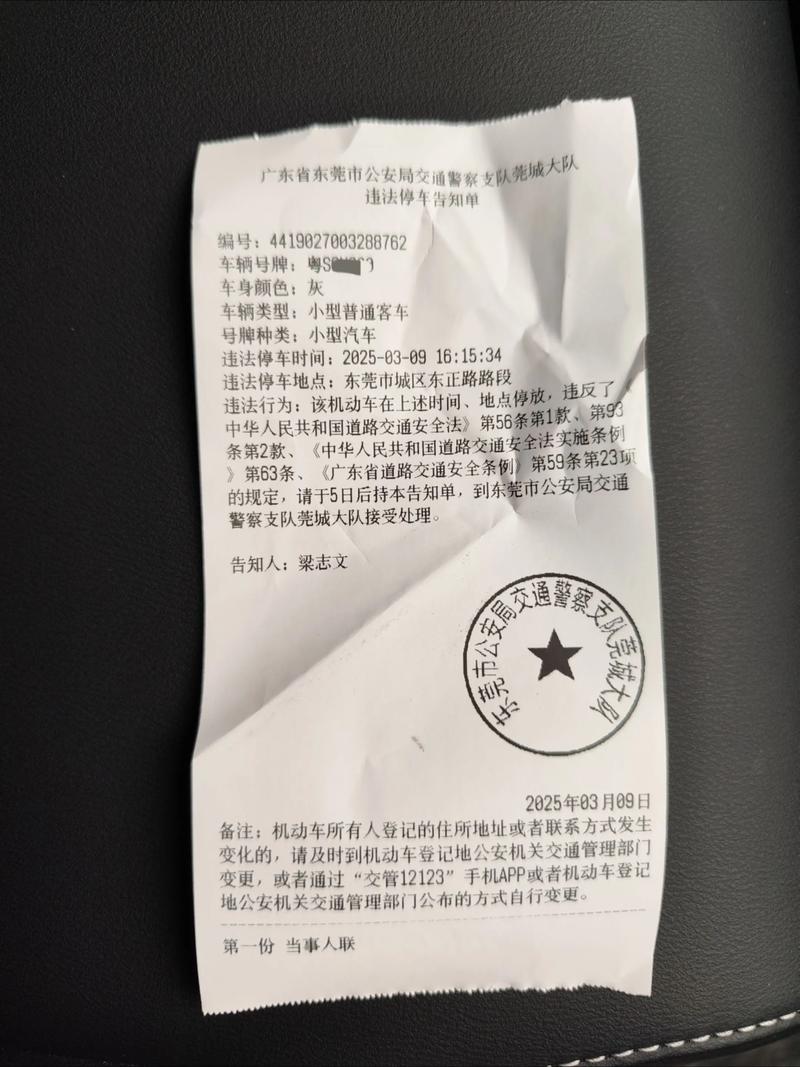 广东省东莞市公安局交通警察支队莞城大队
违法停车告知单
编号：4419027003288762
车辆号牌：粤S
车身颜色：灰
车辆类型：小型普通客车
号牌种类：小型汽车
违法停车时间：2025-03-09 16:15:34
违法停车地点：东莞市城区东正路路段
违法行为：该机动车在上述时间、地点停放，违反了
中华人民共和国道路交通安全法》第56条第1款、第93
条第2款、《中华人民共和国道路交通安全法实施条例
》第63条、《广东省道路交通安全条例》第59条第23项
的规定，请于5日后持本告知单，到东莞市公安局交通
警察支队莞城大队接受处理。
告知人：梁志文
东莞市公安局交通警察支队莞城大队
2025年03月09日
备注：机动车所有人登记的住所地址或者联系方式发生
变化的，请及时到机动车登记地公安机关交通管理部门
变更，或者通过“交管12123”手机APP或者机动车登记
地公安机关交通管理部门公布的方式自行变更。
第一份 当事人联